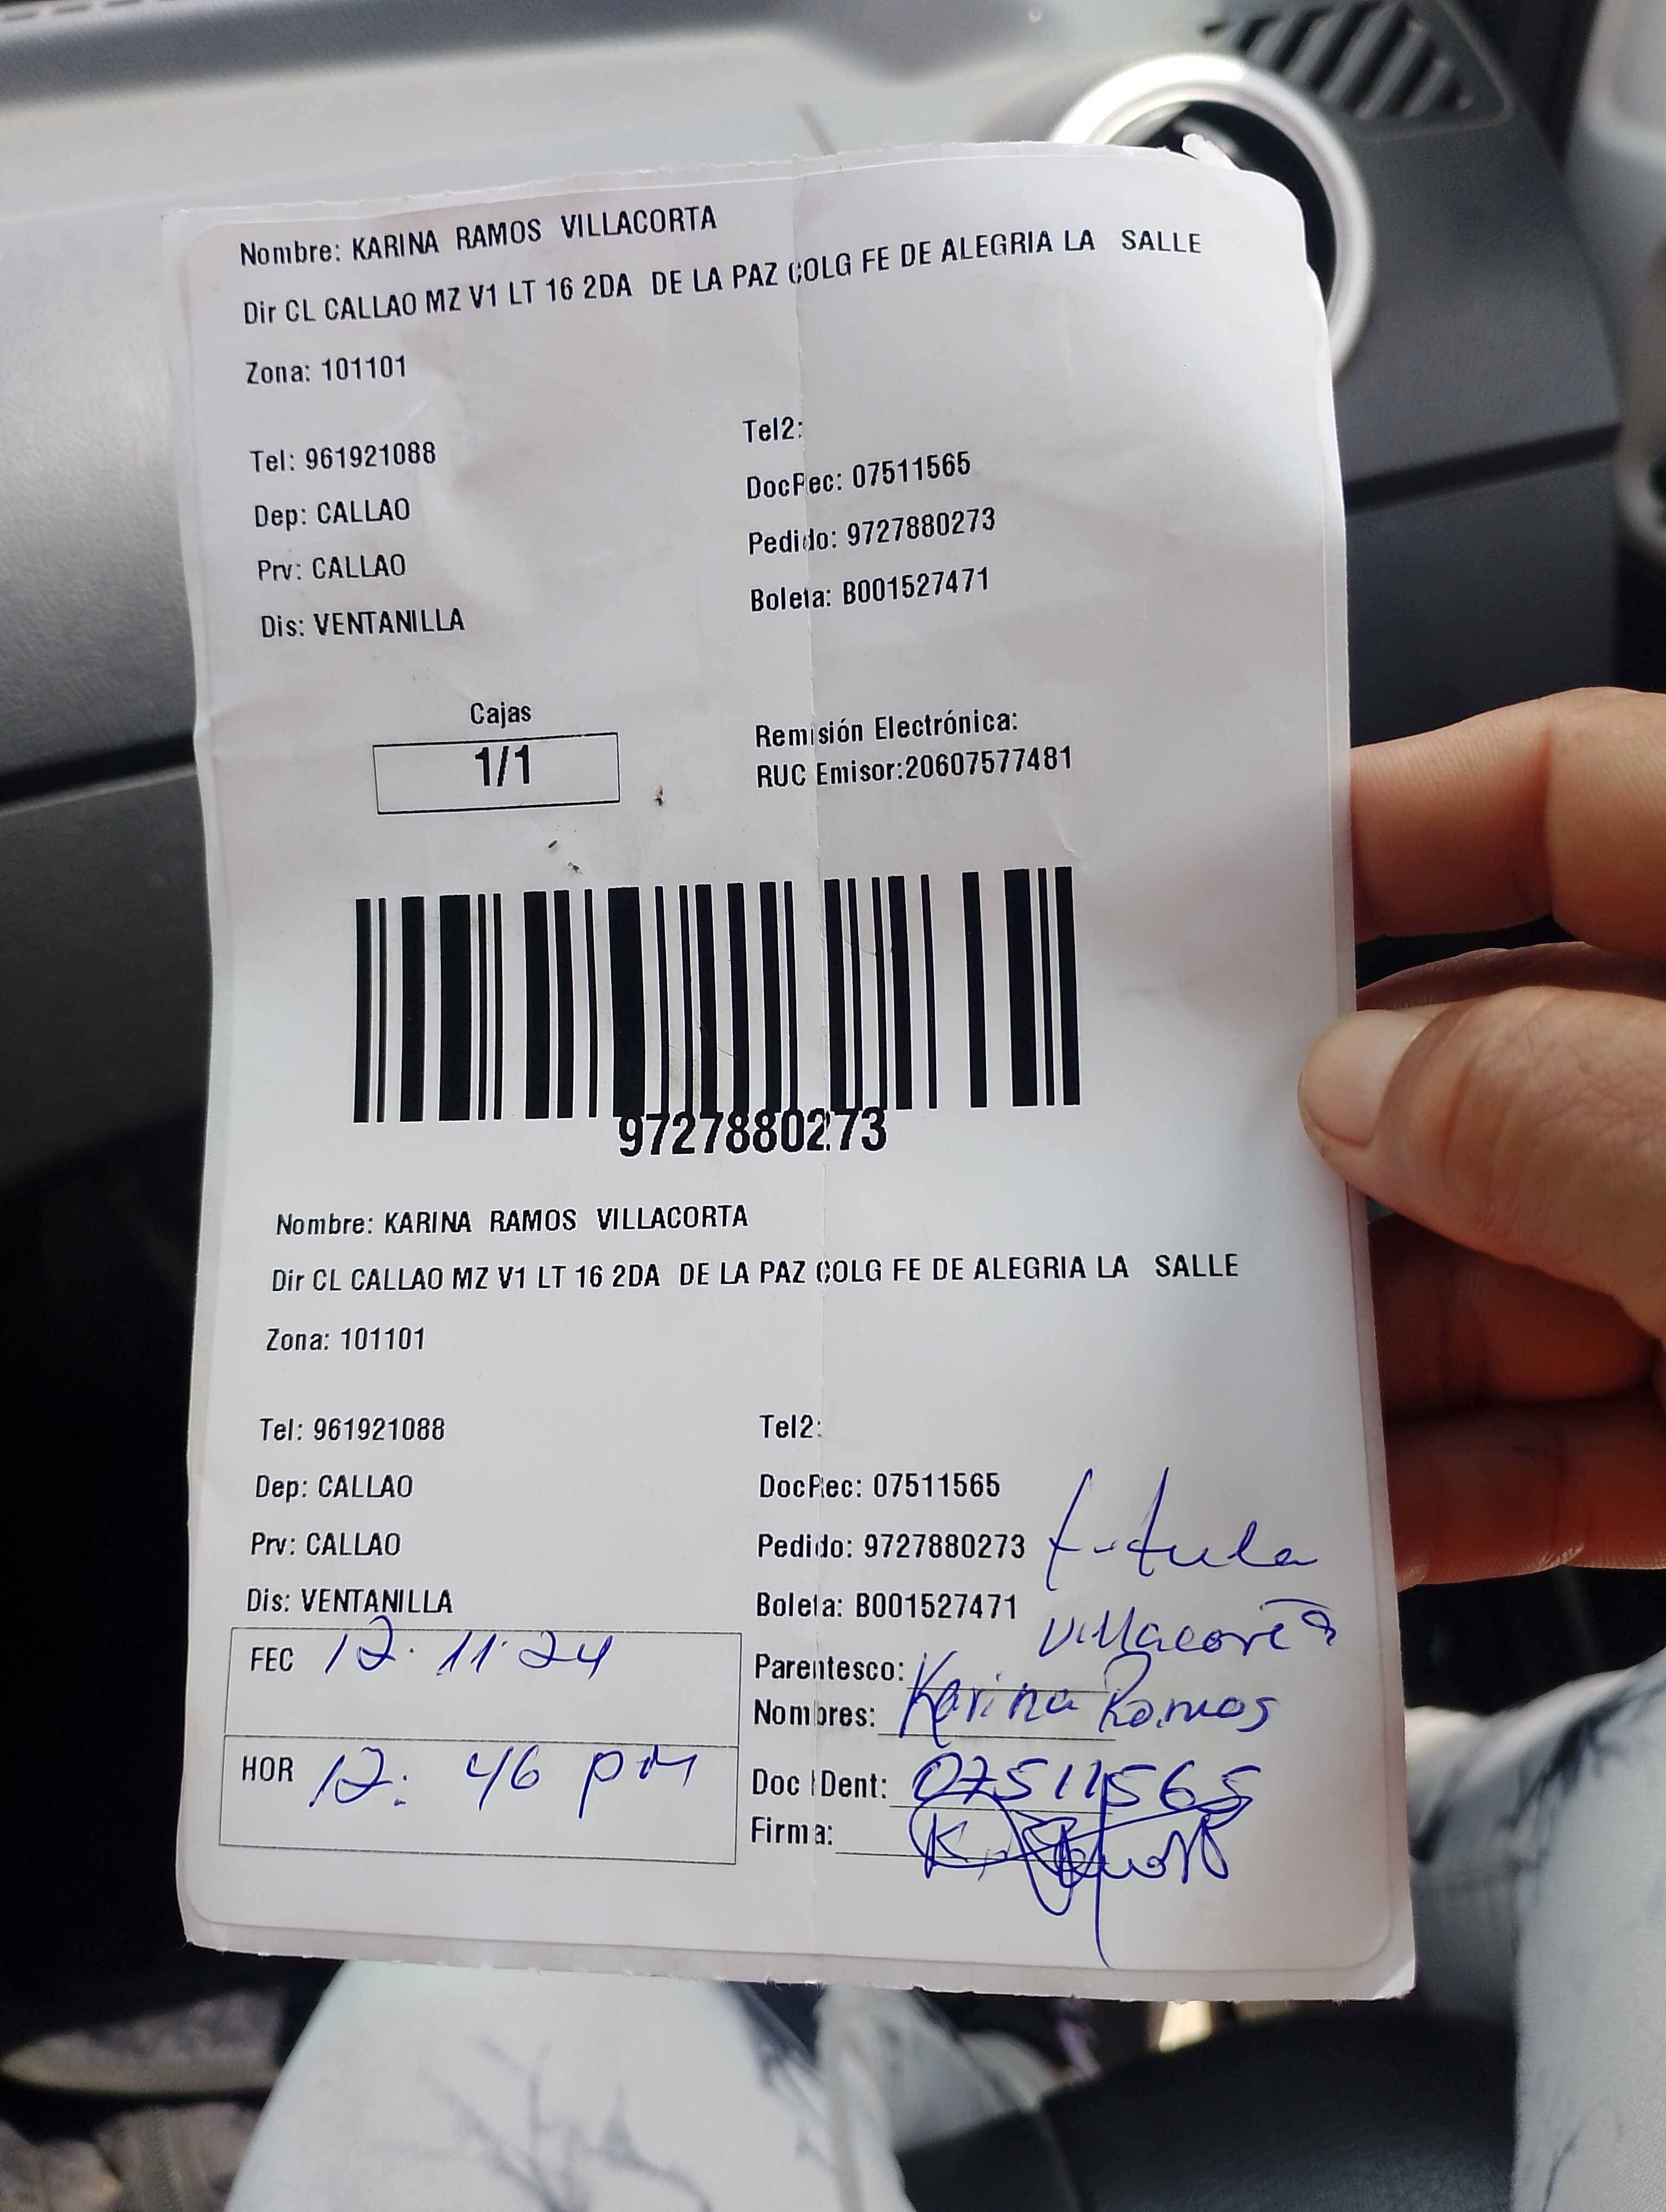 Nombre: KARINA RAMOS VILLACORTA
Dir CL CALLAO MZ V1 LT 16 2DA DE LA PAZ COLG FE DE ALEGRIA LA SALLE
Zona: 101101
Tel: 961921088
Tel2:
Dep: CALLAO
DocRec: 07511565
Prv: CALLAO
Pedido: 9727880273
Dis: VENTANILLA
Boleta: B001527471
Cajas
1/1
Remisión Electrónica:
RUC Emisor:20607577481
9727880273
Nombre: KARINA RAMOS VILLACORTA
Dir CL CALLAO MZ V1 LT 16 2DA DE LA PAZ COLG FE DE ALEGRIA LA SALLE
Zona: 101101
Tel: 961921088
Tel2:
Dep: CALLAO
DocRec: 07511565
Prv: CALLAO
Pedido: 9727880273
Dis: VENTANILLA
Boleta: B001527471
Villacorta
FEC 12.11.24
Parentesco:
Nombres: Karina Ramos
HOR 12:46 pm
Doc IDent: 07511565
Firma: